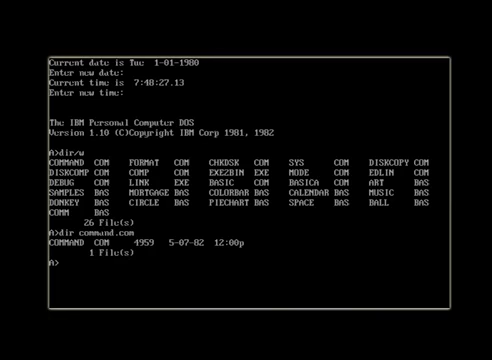 Current date is Tue  1-01-1980
Enter new date:
Current time is  7:48:27.13
Enter new time:
The IBM Personal Computer DOS
Version 1.10 (C)Copyright IBM Corp 1981, 1982
A>dir/w
COMMAND  COM    FORMAT   COM    CHKDSK   COM    SYS      COM    DISKCOPY COM
DISKCOMP COM    COMP     COM    EXE2BIN  EXE    MODE     COM    EDLIN    COM
DEBUG    COM    LINK     EXE    BASIC    COM    BASICA   COM    ART      BAS
SAMPLES  BAS    MORTGAGE BAS    COLORBAR BAS    CALENDAR BAS    MUSIC    BAS
DONKEY   BAS    CIRCLE   BAS    PIECHART BAS    SPACE    BAS    BALL     BAS
COMM     BAS
26 File(s)
A>dir command.com
COMMAND  COM     4959   5-07-82  12:00p
1 File(s)
A>